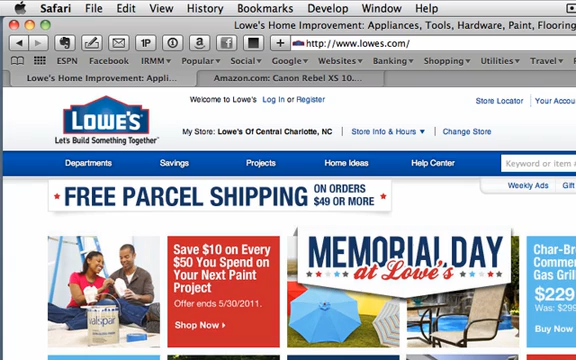 Safari File Edit View History Bookmarks Develop Window Help
Lowe's Home Improvement: Appliances, Tools, Hardware, Paint, Flooring
http://www.lowes.com/
ESPN Facebook IRMM Popular Social Google Websites Banking Shopping Utilities Travel
Lowe's Home Improvement: Appli... Amazon.com: Canon Rebel XS 10....
Welcome to Lowe's Log In or Register
Store Locator Your Accou
LOWE'S
Let's Build Something Together
My Store: Lowe's Of Central Charlotte, NC Store Info & Hours Change Store
Departments Savings Projects Home Ideas Help Center Keyword or item
Weekly Ads Gift
FREE PARCEL SHIPPING ON ORDERS
$49 OR MORE
Save $10 on Every
$50 You Spend on
Your Next Paint
Project
Offer ends 5/30/2011.
Shop Now
valspar
MEMORIAL DAY
at Lowe's
Char-Br
Comme
Gas Gril
$229
Was: $299
Buy Now